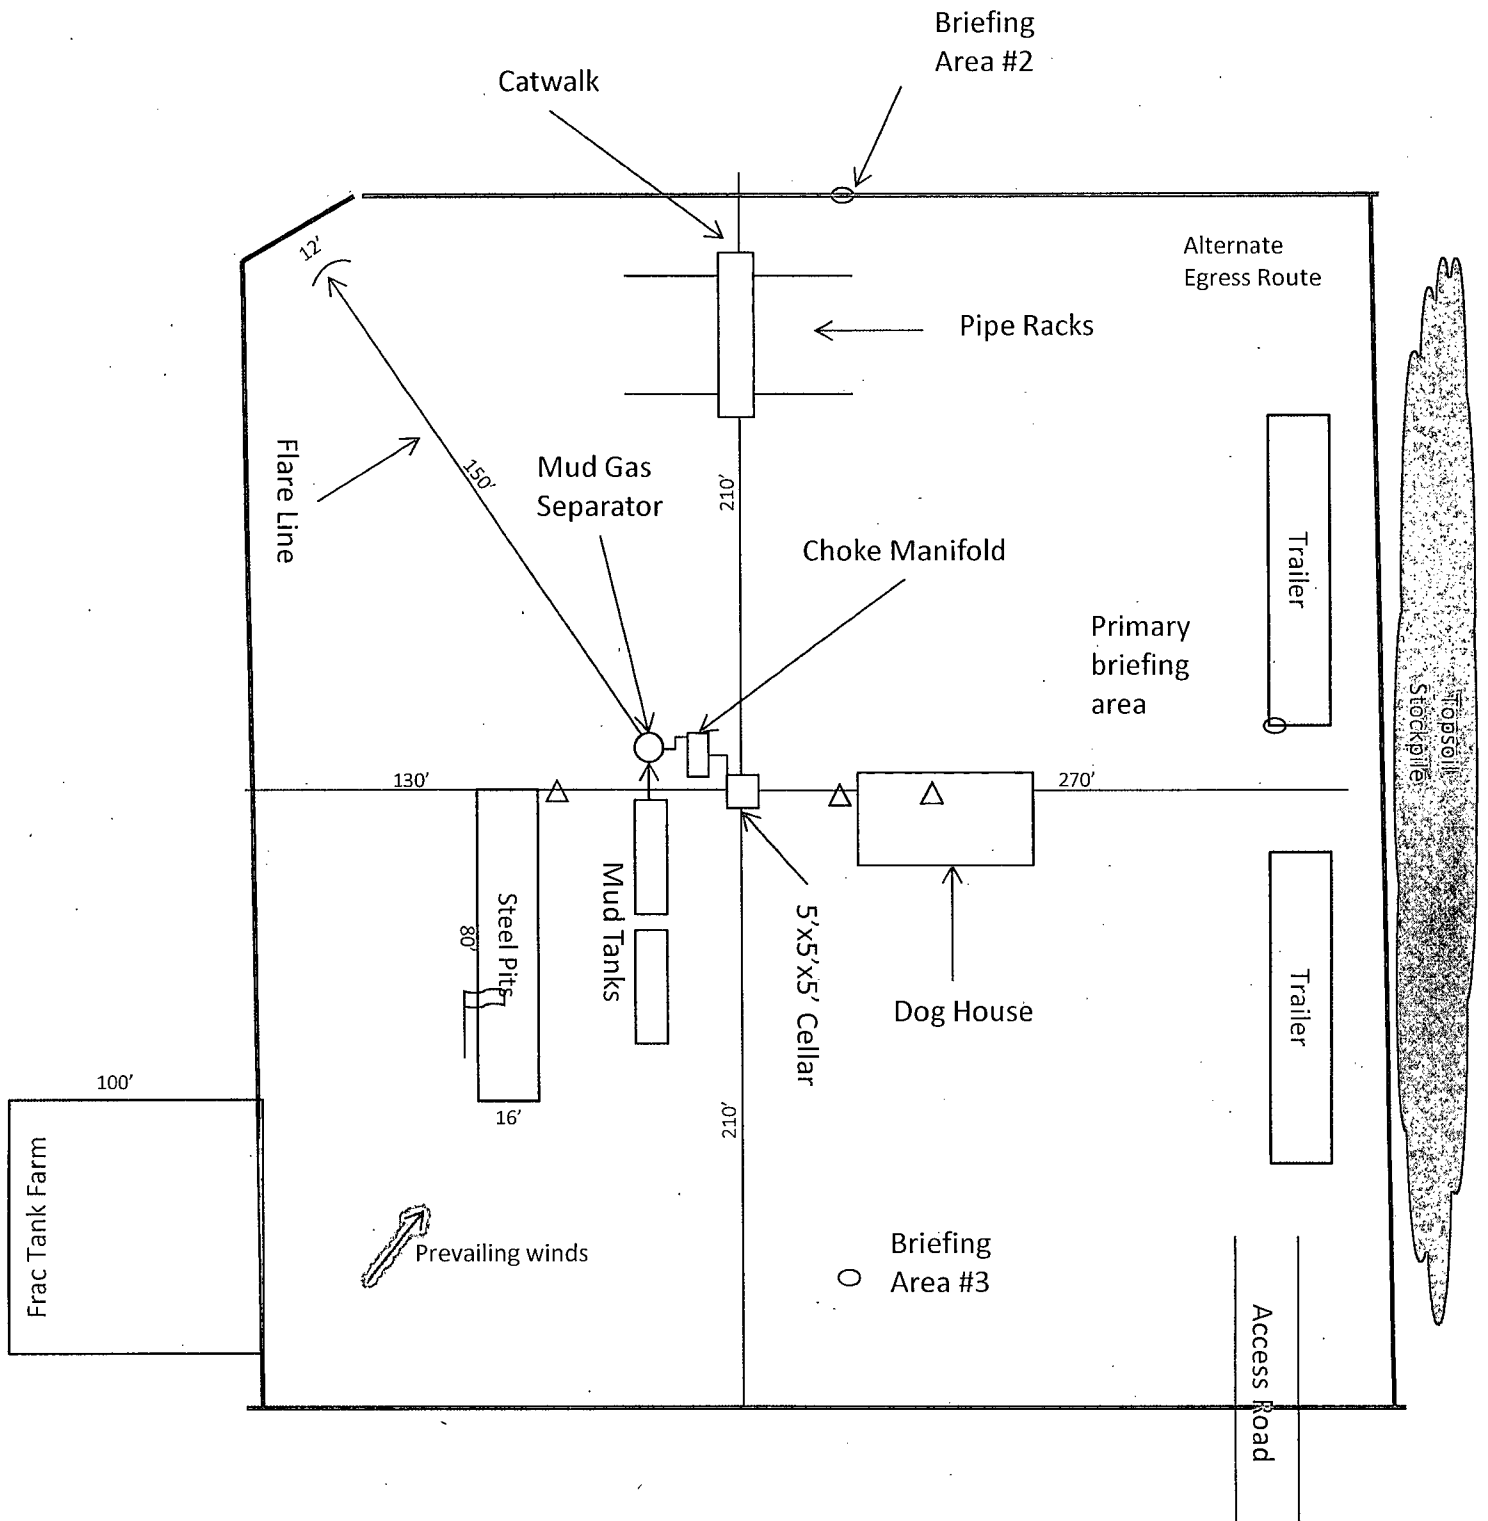 Briefing
Area #2
Catwalk
12'
Alternate
Egress Route
Pipe Racks
Flare Line
150'
Mud Gas
Separator
210'
Choke Manifold
Trailer
Primary
briefing
area
Topsoil
Stockpile
130'
270'
Steel Pits
80'
Mud Tanks
5'x5'x5' Cellar
Dog House
Trailer
100'
16'
210'
Frac Tank Farm
Prevailing winds
Briefing
Area #3
Access Road